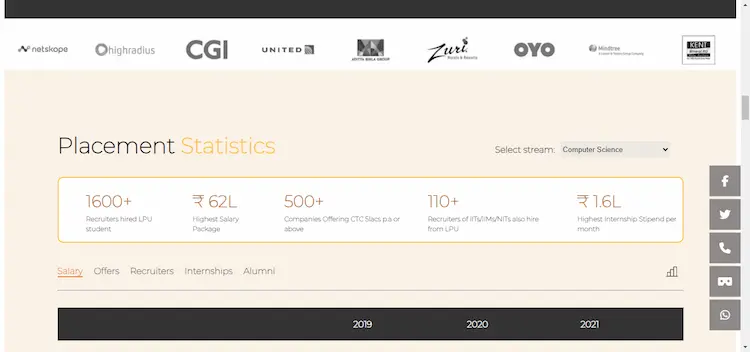 netskope
highradius
CGI
UNITED
ADITYA BIRLA GROUP
Zuri
Hotels & Resorts
OYO
Mindtree
KENT
Placement Statistics
Select stream: Computer Science
1600+
Recruiters hired LPU
student
₹ 62L
Highest Salary
Package
500+
Companies Offering CTC 5lacs p.a or
above
110+
Recruiters of IITs/IIMs/NITs also hire
from LPU
₹ 1.6L
Highest Internship Stipend per
month
Salary Offers Recruiters Internships Alumni
2019 2020 2021